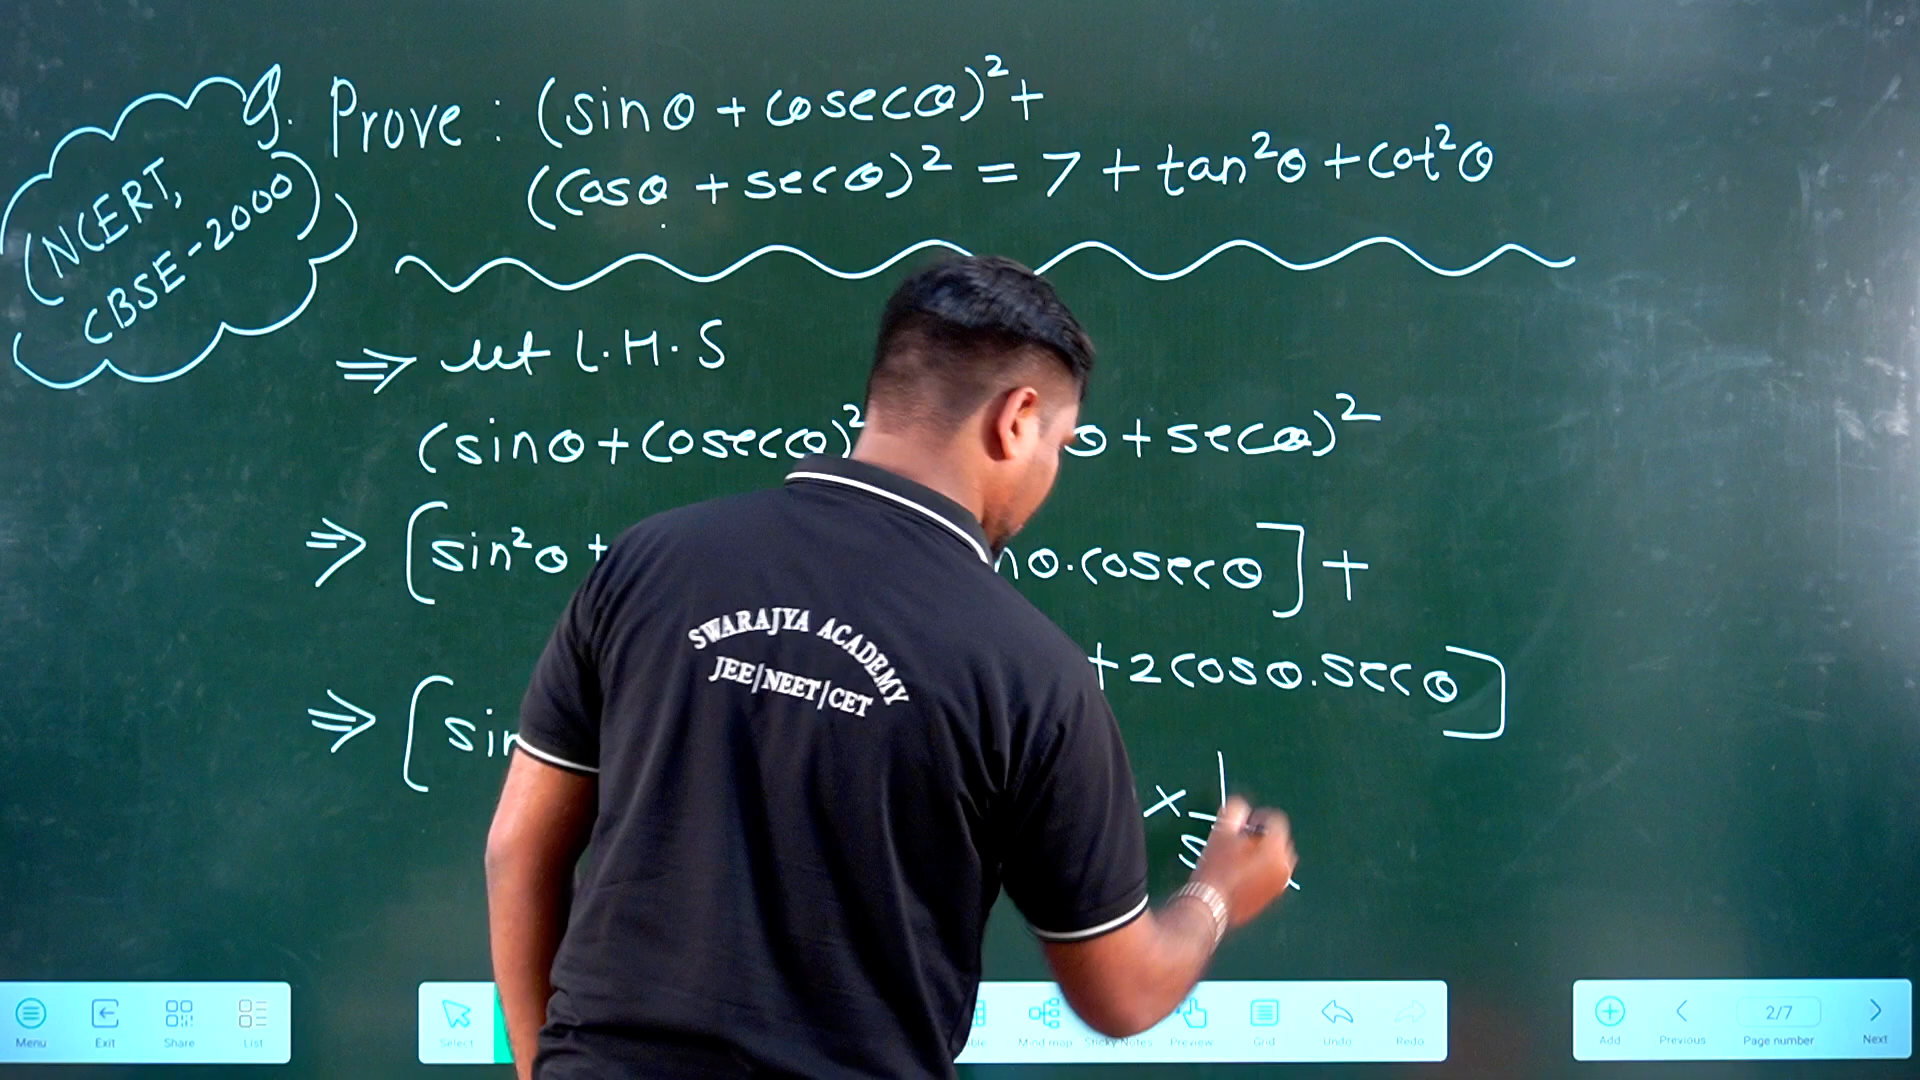 Q. Prove : (sinθ + cosecθ)² +
(cosθ + secθ)² = 7 + tan²θ + cot²θ
(NCERT,
CBSE-2000)
⇒ let L.H.S
(sinθ + cosecθ)² θ + secθ)²
⇒ [sin²θ + θ.cosecθ] +
+2cosθ.secθ]
⇒ [sin × 1
SWARAJYA ACADEMY
JEE|NEET|CET
Menu Exit Share List
Select Mind map Sticky Notes Preview Grid Undo Redo
Add Previous 2/7 Page number Next